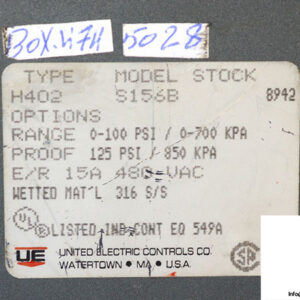 BOX.H7H 5028
TYPE MODEL STOCK
H402 S156B 8942
OPTIONS
RANGE 0-100 PSI / 0-700 KPA
PROOF 125 PSI / 850 KPA
E/R 15A 480 VAC
WETTED MAT'L 316 S/S
UL LISTED IND CONT EQ 549A
UE UNITED ELECTRIC CONTROLS CO
WATERTOWN • MA • U.S.A.